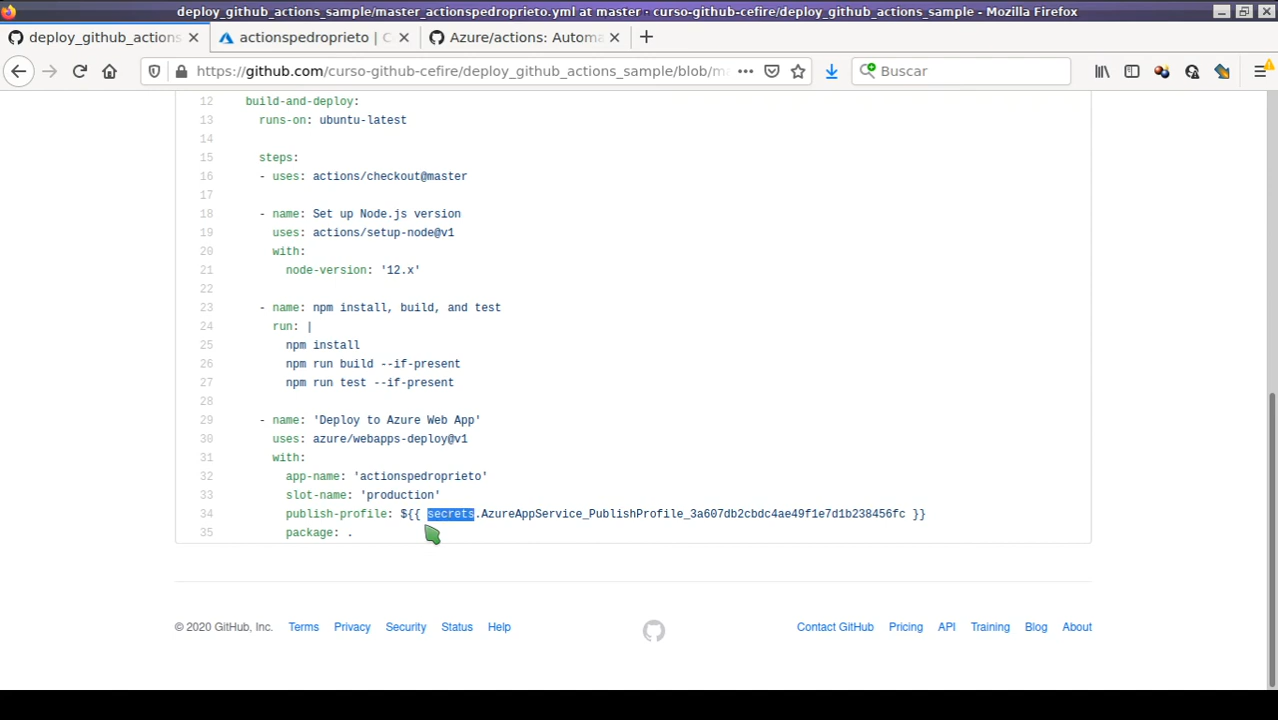 deploy_github_actions_sample/master_actionspedroprieto.yml at master · curso-github-cefire/deploy_github_actions_sample - Mozilla Firefox
deploy_github_actions
actionspedroprieto | C
Azure/actions: Automa
https://github.com/curso-github-cefire/deploy_github_actions_sample/blob/m
Buscar
12 build-and-deploy:
13 runs-on: ubuntu-latest
14
15 steps:
16 - uses: actions/checkout@master
17
18 - name: Set up Node.js version
19 uses: actions/setup-node@v1
20 with:
21 node-version: '12.x'
22
23 - name: npm install, build, and test
24 run: |
25 npm install
26 npm run build --if-present
27 npm run test --if-present
28
29 - name: 'Deploy to Azure Web App'
30 uses: azure/webapps-deploy@v1
31 with:
32 app-name: 'actionspedroprieto'
33 slot-name: 'production'
34 publish-profile: ${{ secrets.AzureAppService_PublishProfile_3a607db2cbdc4ae49f1e7d1b238456fc }}
35 package: .
© 2020 GitHub, Inc. Terms Privacy Security Status Help Contact GitHub Pricing API Training Blog About